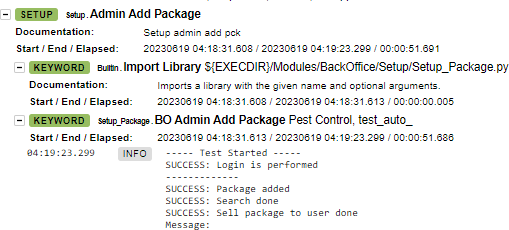 SETUP Setup . Admin Add Package
Documentation: Setup admin add pck
Start / End / Elapsed: 20230619 04:18:31.608 / 20230619 04:19:23.299 / 00:00:51.691
KEYWORD BuiltIn . Import Library ${EXECDIR}/Modules/BackOffice/Setup/Setup_Package.py
Documentation: Imports a library with the given name and optional arguments.
Start / End / Elapsed: 20230619 04:18:31.608 / 20230619 04:18:31.613 / 00:00:00.005
KEYWORD Setup_Package . BO Admin Add Package Pest Control, test_auto_
Start / End / Elapsed: 20230619 04:18:31.613 / 20230619 04:19:23.299 / 00:00:51.686
04:19:23.299 INFO ----- Test Started -----
SUCCESS: Login is performed
-------------
SUCCESS: Package added
SUCCESS: Search done
SUCCESS: Sell package to user done
Message: